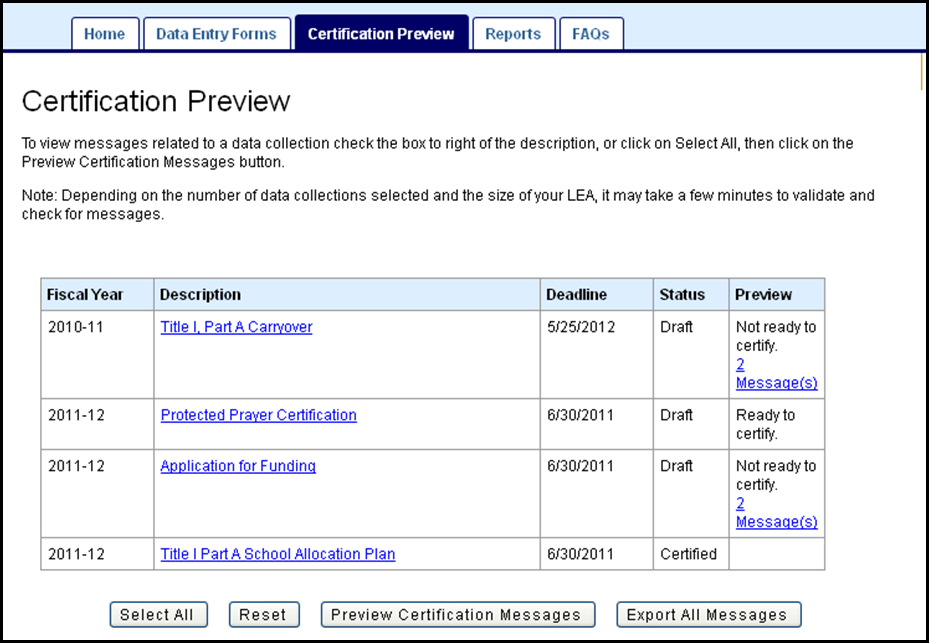 Home Data Entry Forms Certification Preview Reports FAQs
Certification Preview
To view messages related to a data collection check the box to right of the description, or click on Select All, then click on the
Preview Certification Messages button.
Note: Depending on the number of data collections selected and the size of your LEA, it may take a few minutes to validate and
check for messages.
Fiscal Year Description Deadline Status Preview
2010-11 Title I, Part A Carryover 5/25/2012 Draft Not ready to
certify.
2
Message(s)
2011-12 Protected Prayer Certification 6/30/2011 Draft Ready to
certify.
2011-12 Application for Funding 6/30/2011 Draft Not ready to
certify.
2
Message(s)
2011-12 Title I Part A School Allocation Plan 6/30/2011 Certified
Select All Reset Preview Certification Messages Export All Messages